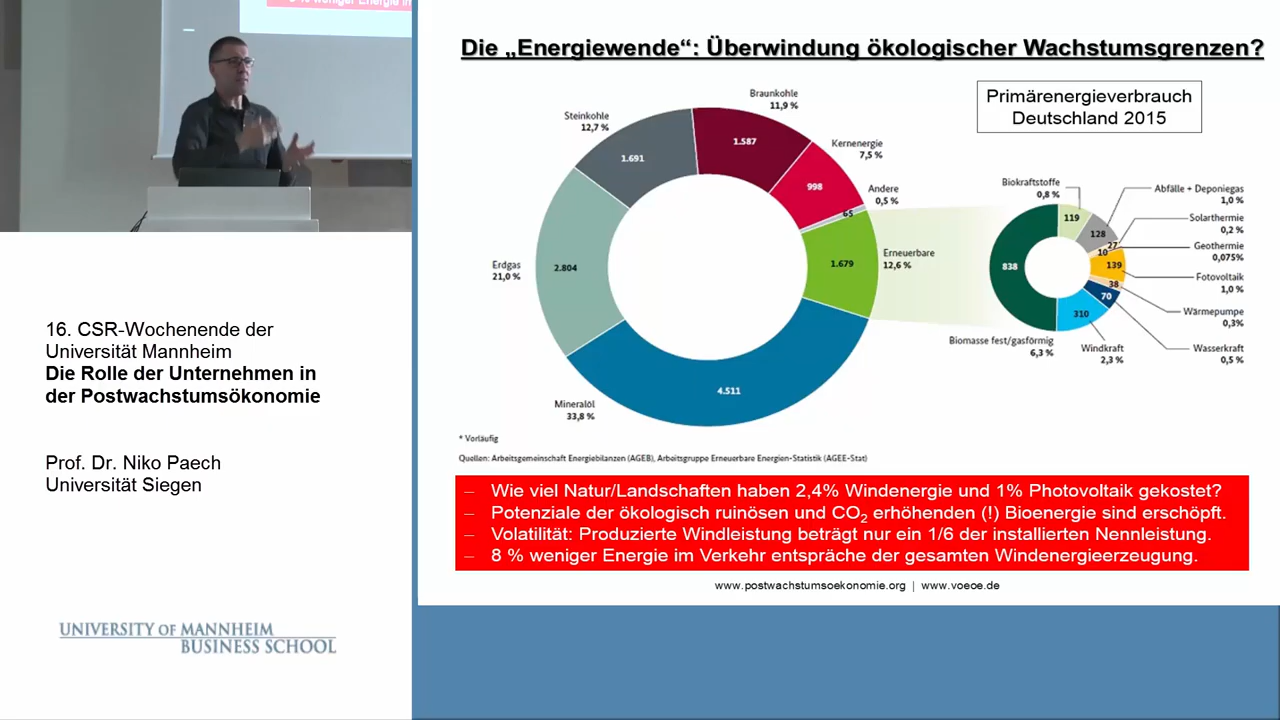 8 % weniger Energie im
Die „Energiewende“: Überwindung ökologischer Wachstumsgrenzen?
Primärenergieverbrauch
Deutschland 2015
Braunkohle
11,9 %
1.587
Steinkohle
12,7 %
1.691
Kernenergie
7,5 %
998
Andere
0,5 %
65
Erneuerbare
12,6 %
1.679
Erdgas
21,0 %
2.804
Mineralöl
33,8 %
4.511
Biokraftstoffe
0,8 %
119
Abfälle + Deponiegas
1,0 %
128
Solarthermie
0,2 %
27
Geothermie
0,075%
10
Fotovoltaik
1,0 %
139
Wärmepumpe
0,3%
38
Wasserkraft
0,5 %
70
Windkraft
2,3 %
310
Biomasse fest/gasförmig
6,3 %
838
* Vorläufig
Quellen: Arbeitsgemeinschaft Energiebilanzen (AGEB), Arbeitsgruppe Erneuerbare Energien-Statistik (AGEE-Stat)
– Wie viel Natur/Landschaften haben 2,4% Windenergie und 1% Photovoltaik gekostet?
– Potenziale der ökologisch ruinösen und CO2 erhöhenden (!) Bioenergie sind erschöpft.
– Volatilität: Produzierte Windleistung beträgt nur ein 1/6 der installierten Nennleistung.
– 8 % weniger Energie im Verkehr entspräche der gesamten Windenergieerzeugung.
www.postwachstumsoekonomie.org | www.voeoe.de
16. CSR-Wochenende der
Universität Mannheim
Die Rolle der Unternehmen in
der Postwachstumsökonomie
Prof. Dr. Niko Paech
Universität Siegen
UNIVERSITY OF MANNHEIM
BUSINESS SCHOOL